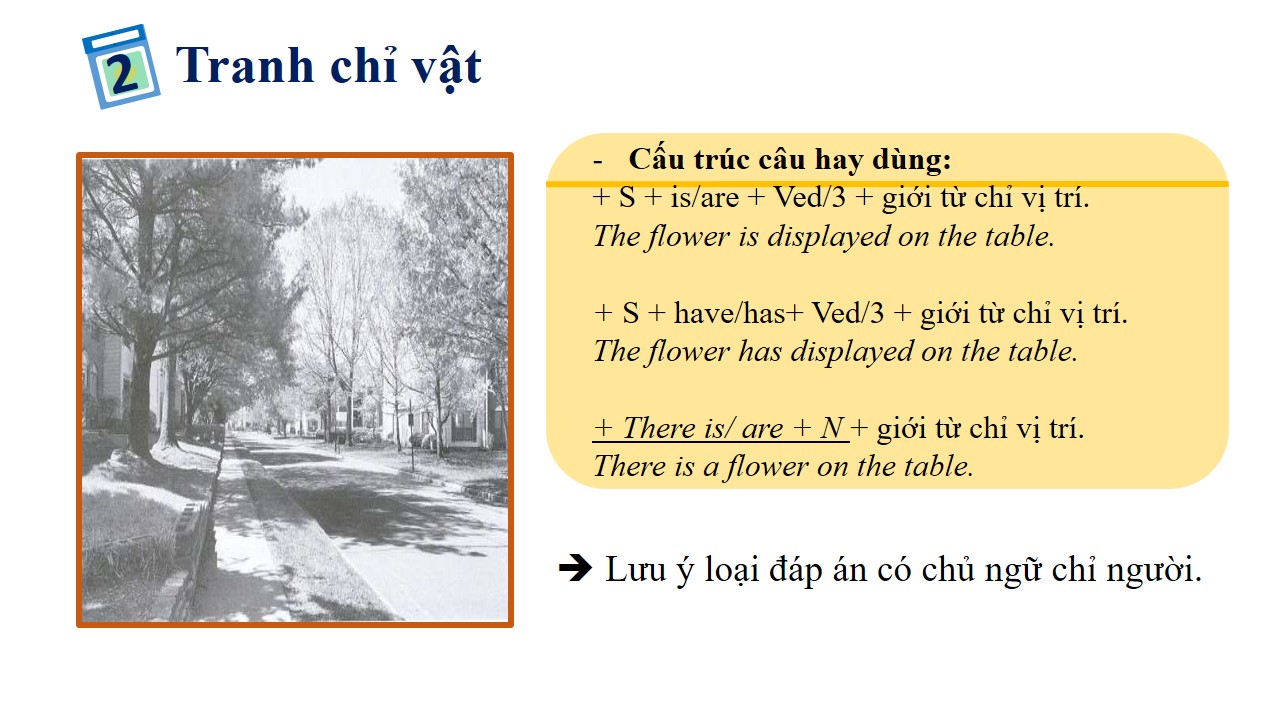 2
Tranh chỉ vật
- Cấu trúc câu hay dùng:
+ S + is/are + Ved/3 + giới từ chỉ vị trí.
The flower is displayed on the table.
+ S + have/has+ Ved/3 + giới từ chỉ vị trí.
The flower has displayed on the table.
+ There is/ are + N + giới từ chỉ vị trí.
There is a flower on the table.
➔ Lưu ý loại đáp án có chủ ngữ chỉ người.